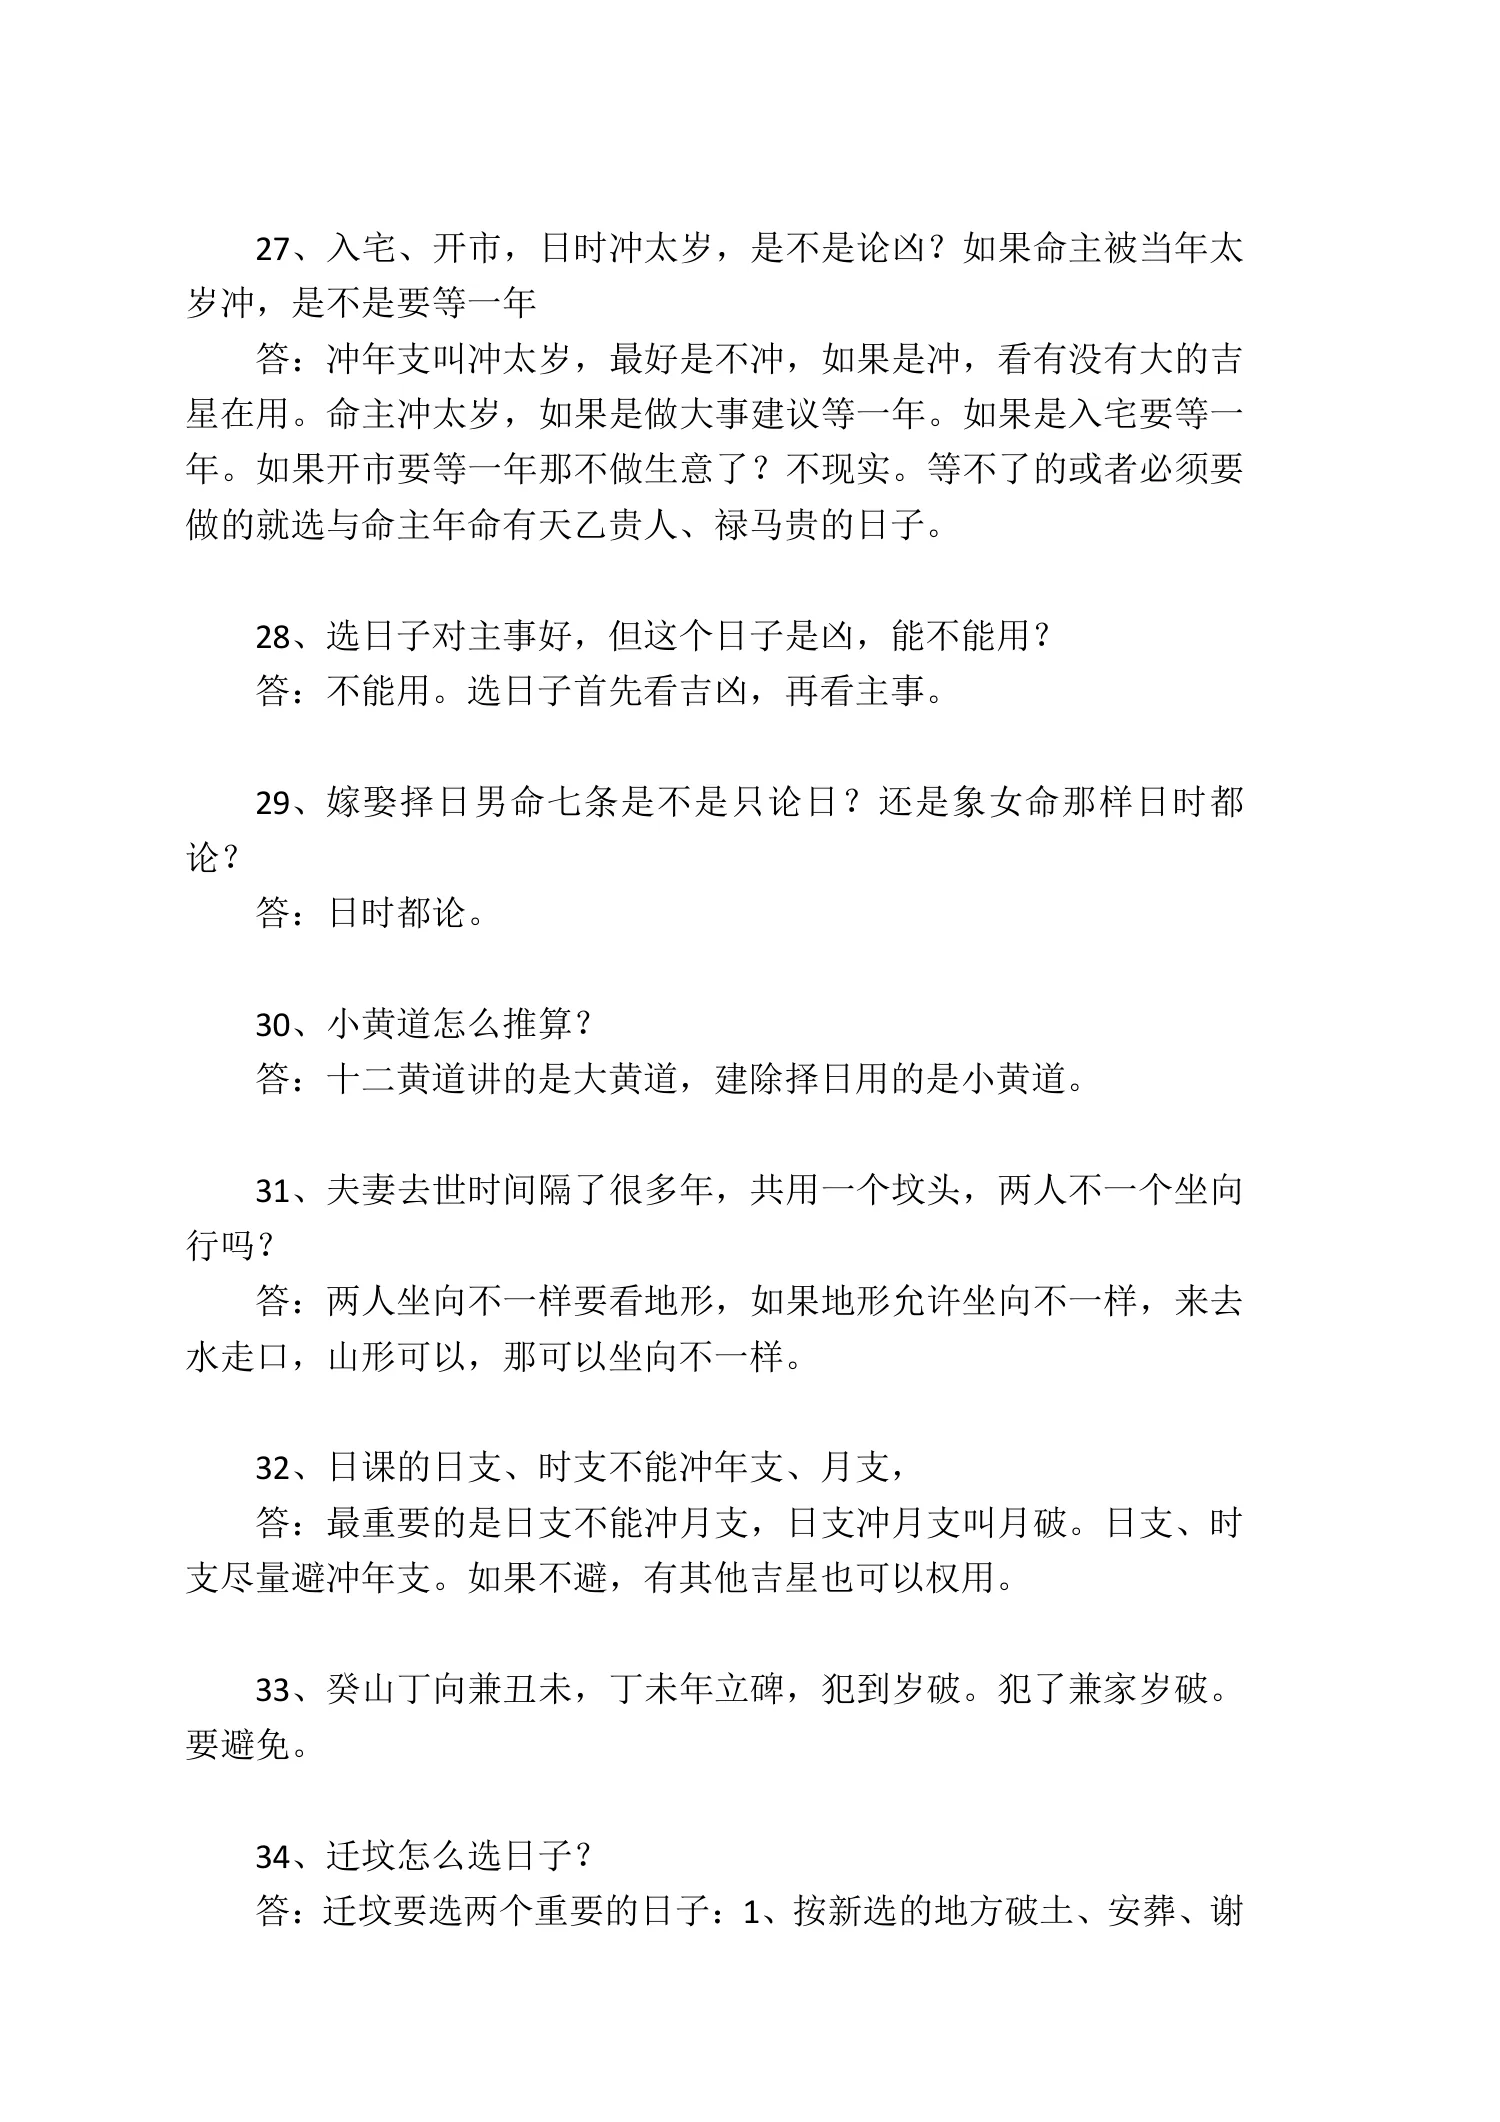 27、入宅、开市，日时冲太岁，是不是论凶？如果命主被当年太
岁冲，是不是要等一年
答：冲年支叫冲太岁，最好是不冲，如果是冲，看有没有大的吉
星在用。命主冲太岁，如果是做大事建议等一年。如果是入宅要等一
年。如果开市要等一年那不做生意了？不现实。等不了的或者必须要
做的就选与命主年命有天乙贵人、禄马贵的日子。
28、选日子对主事好，但这个日子是凶，能不能用？
答：不能用。选日子首先看吉凶，再看主事。
29、嫁娶择日男命七条是不是只论日？还是象女命那样日时都
论？
答：日时都论。
30、小黄道怎么推算？
答：十二黄道讲的是大黄道，建除择日用的是小黄道。
31、夫妻去世时间隔了很多年，共用一个坟头，两人不一个坐向
行吗？
答：两人坐向不一样要看地形，如果地形允许坐向不一样，来去
水走口，山形可以，那可以坐向不一样。
32、日课的日支、时支不能冲年支、月支，
答：最重要的是日支不能冲月支，日支冲月支叫月破。日支、时
支尽量避冲年支。如果不避，有其他吉星也可以权用。
33、癸山丁向兼丑未，丁未年立碑，犯到岁破。犯了兼家岁破。
要避免。
34、迁坟怎么选日子？
答：迁坟要选两个重要的日子：1、按新选的地方破土、安葬、谢